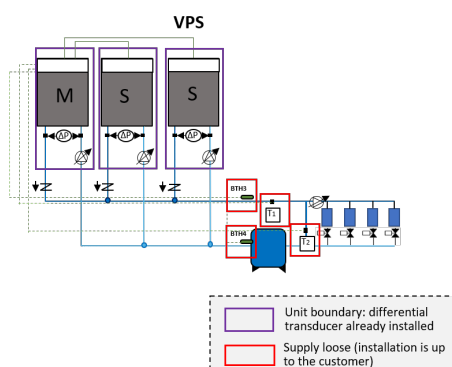 VPS
M
S
S
ΔP
ΔP
ΔP
BTH3
T1
BTH4
T2
Unit boundary: differential
transducer already installed
Supply loose (installation is up
to the customer)